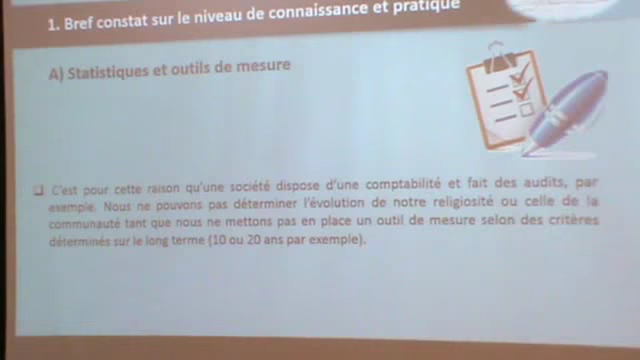 1. Bref constat sur le niveau de connaissance et pratique
A) Statistiques et outils de mesure
❑ C'est pour cette raison qu'une société dispose d'une comptabilité et fait des audits, par
exemple. Nous ne pouvons pas déterminer l'évolution de notre religiosité ou celle de la
communauté tant que nous ne mettons pas en place un outil de mesure selon des critères
déterminés sur le long terme (10 ou 20 ans par exemple).